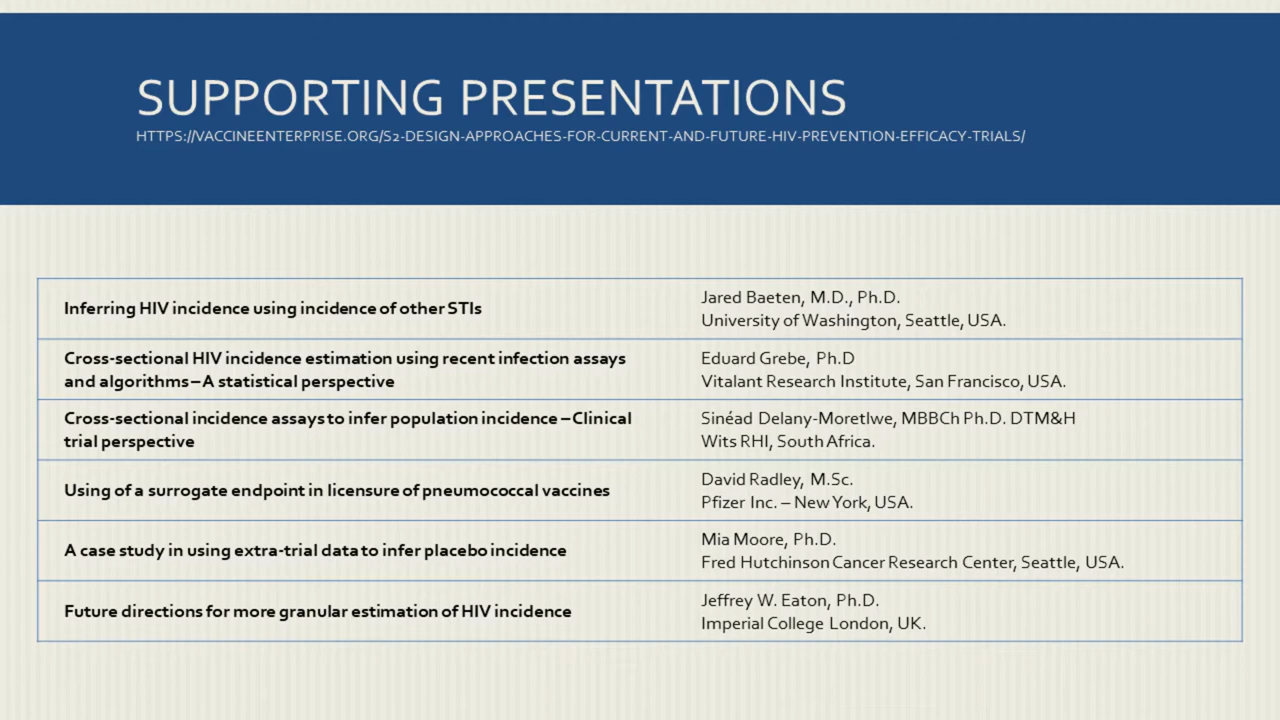 SUPPORTING PRESENTATIONS
HTTPS://VACCINEENTERPRISE.ORG/S2-DESIGN-APPROACHES-FOR-CURRENT-AND-FUTURE-HIV-PREVENTION-EFFICACY-TRIALS/
Inferring HIV incidence using incidence of other STIs
Jared Baeten, M.D., Ph.D.
University of Washington, Seattle, USA.
Cross-sectional HIV incidence estimation using recent infection assays
and algorithms – A statistical perspective
Eduard Grebe, Ph.D
Vitalant Research Institute, San Francisco, USA.
Cross-sectional incidence assays to infer population incidence – Clinical
trial perspective
Sinéad Delany-Moretlwe, MBBCh Ph.D. DTM&H
Wits RHI, South Africa.
Using of a surrogate endpoint in licensure of pneumococcal vaccines
David Radley, M.Sc.
Pfizer Inc. – New York, USA.
A case study in using extra-trial data to infer placebo incidence
Mia Moore, Ph.D.
Fred Hutchinson Cancer Research Center, Seattle, USA.
Future directions for more granular estimation of HIV incidence
Jeffrey W. Eaton, Ph.D.
Imperial College London, UK.